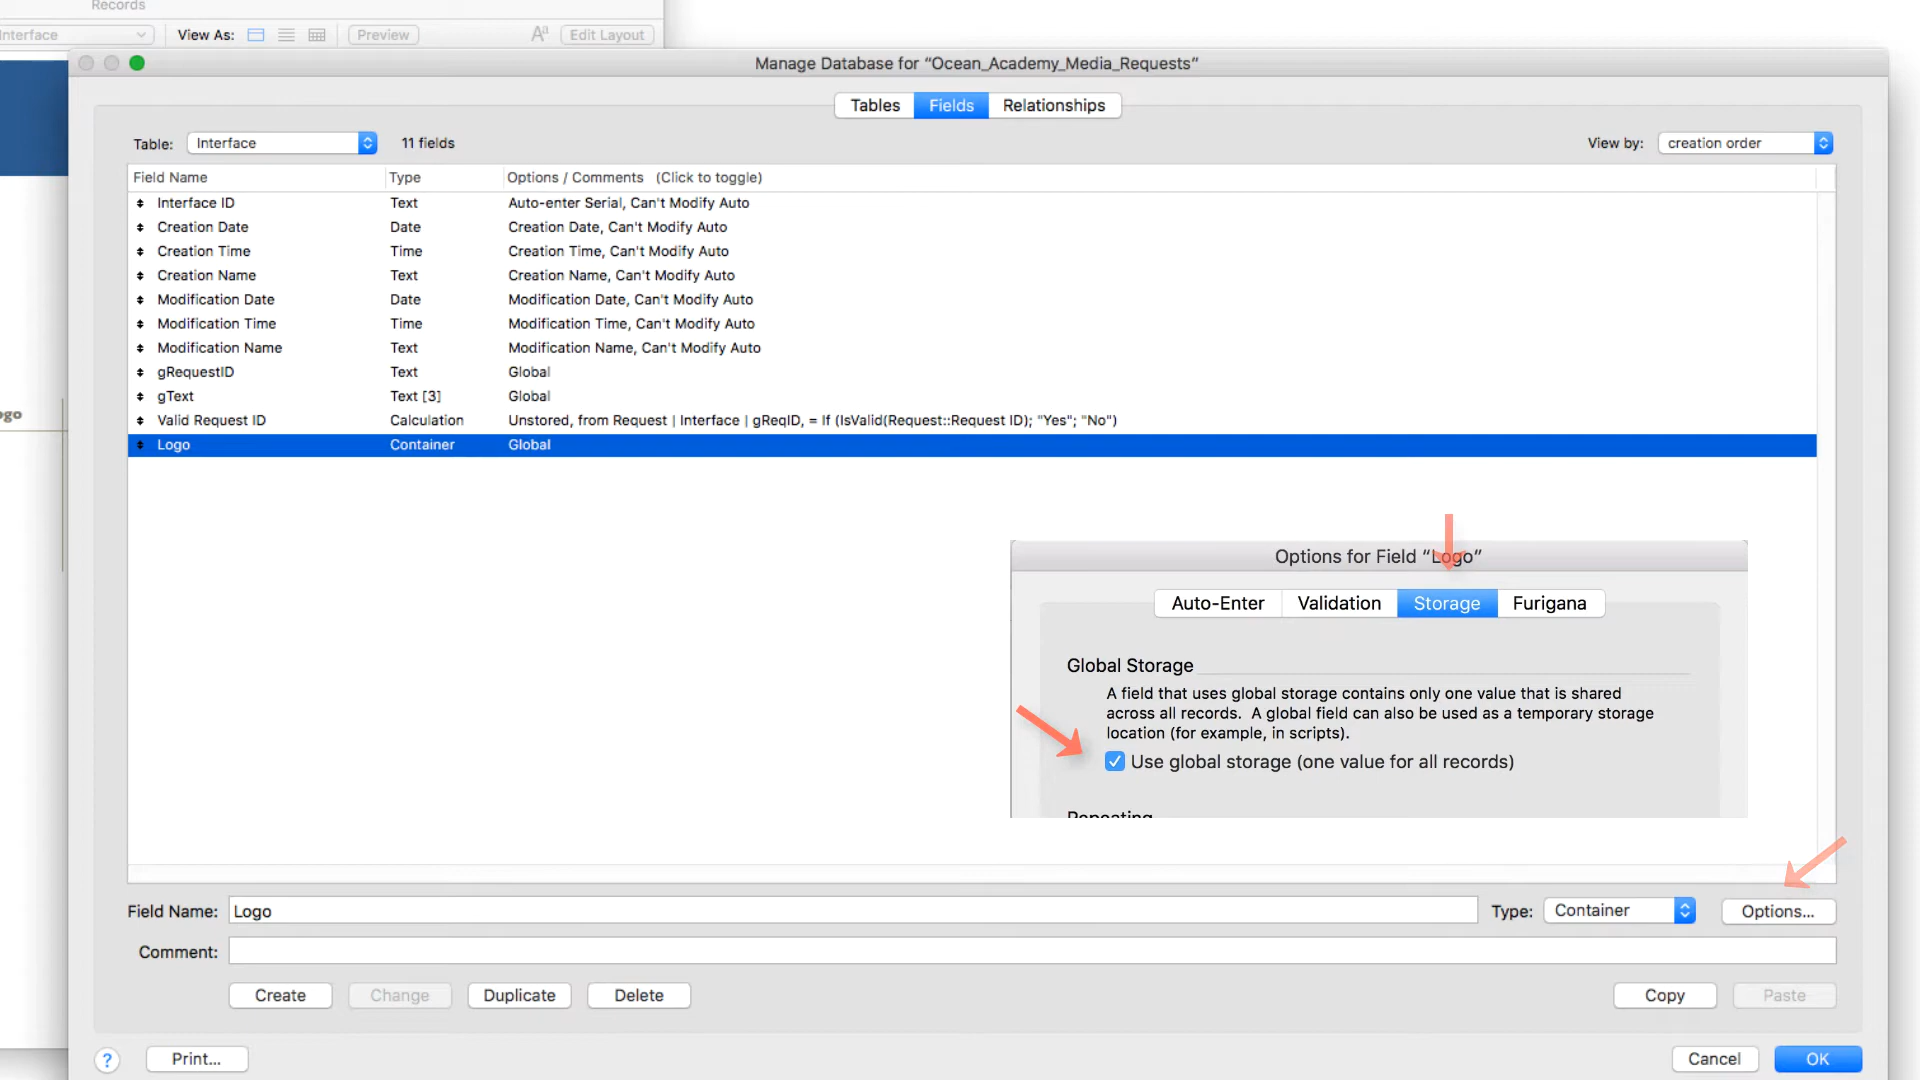 Records
Interface
View As:
Preview
Aª
Edit Layout
Manage Database for “Ocean_Academy_Media_Requests”
Tables Fields Relationships
Table: Interface 11 fields View by: creation order
Field Name Type Options / Comments (Click to toggle)
Interface ID Text Auto-enter Serial, Can't Modify Auto
Creation Date Date Creation Date, Can't Modify Auto
Creation Time Time Creation Time, Can't Modify Auto
Creation Name Text Creation Name, Can't Modify Auto
Modification Date Date Modification Date, Can't Modify Auto
Modification Time Time Modification Time, Can't Modify Auto
Modification Name Text Modification Name, Can't Modify Auto
gRequestID Text Global
gText Text [3] Global
ogo
Valid Request ID Calculation Unstored, from Request | Interface | gReqID, = If (IsValid(Request::Request ID); "Yes"; "No")
Logo Container Global
Options for Field “Logo”
Auto-Enter Validation Storage Furigana
Global Storage
A field that uses global storage contains only one value that is shared
across all records. A global field can also be used as a temporary storage
location (for example, in scripts).
Use global storage (one value for all records)
Repeating
Field Name: Logo Type: Container Options...
Comment:
Create Change Duplicate Delete Copy Paste
? Print... Cancel OK